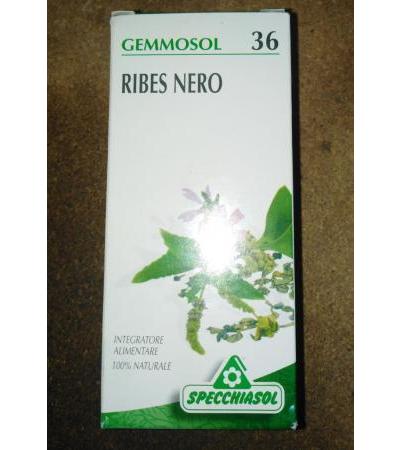 GEMMOSOL 36
RIBES NERO
INTEGRATORE
ALIMENTARE
100% NATURALE
SPECCHIASOL